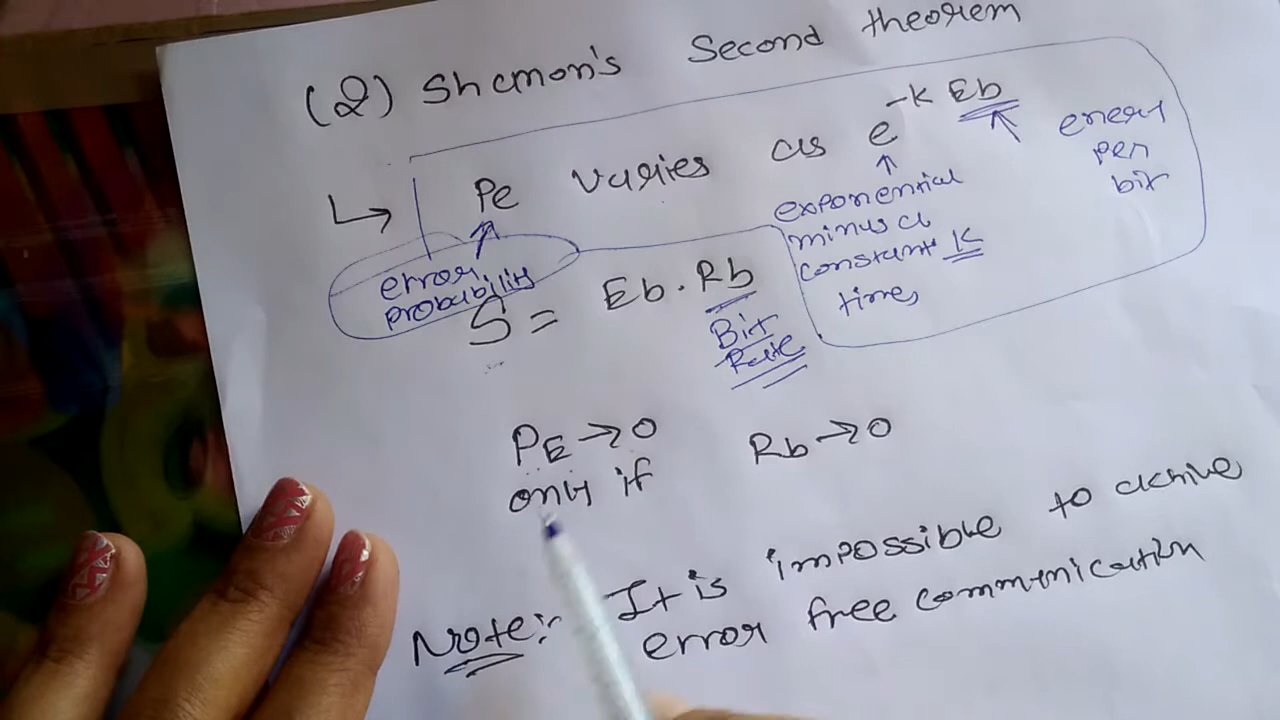 (2) Shannon's Second theorem
Pe varies as e^-K Eb
energy
per
bit
error
probability
exponential
minus a
constant K
times
S = Eb . Rb
Bit
Rate
PE → 0 Rb → 0
only if
Note:- It is impossible to achive
error free communication